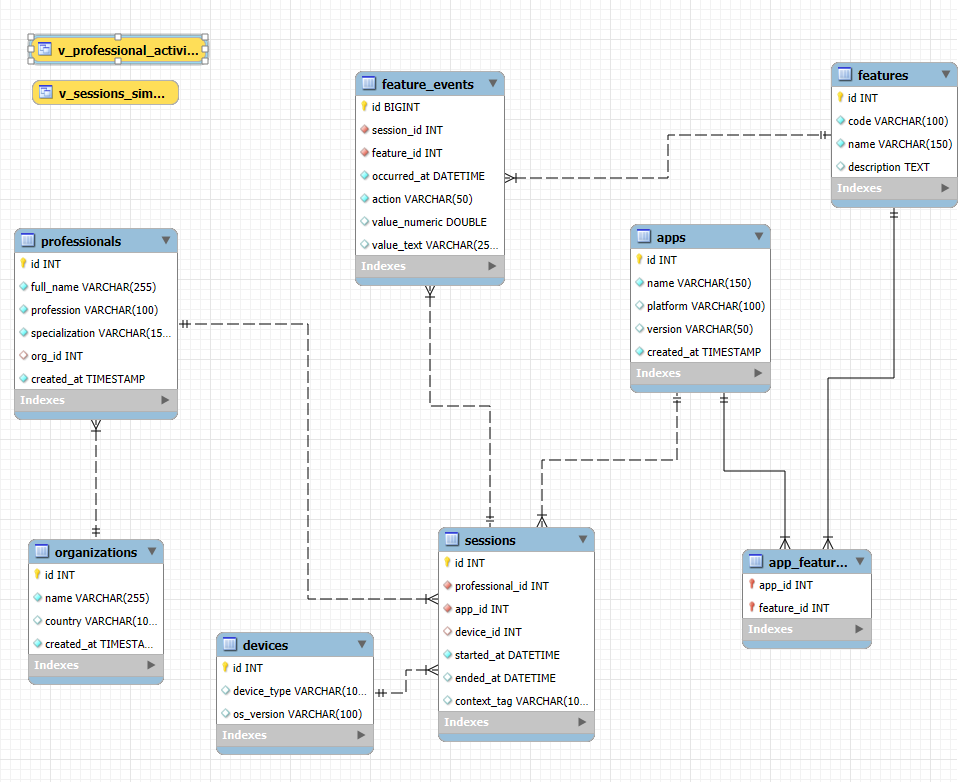 v_professional_activi...
v_sessions_sim...
feature_events
id BIGINT
session_id INT
feature_id INT
occurred_at DATETIME
action VARCHAR(50)
value_numeric DOUBLE
value_text VARCHAR(25...
Indexes
features
id INT
code VARCHAR(100)
name VARCHAR(150)
description TEXT
Indexes
professionals
id INT
full_name VARCHAR(255)
profession VARCHAR(100)
specialization VARCHAR(15...
org_id INT
created_at TIMESTAMP
Indexes
apps
id INT
name VARCHAR(150)
platform VARCHAR(100)
version VARCHAR(50)
created_at TIMESTAMP
Indexes
organizations
id INT
name VARCHAR(255)
country VARCHAR(10...
created_at TIMESTA...
Indexes
sessions
id INT
professional_id INT
app_id INT
device_id INT
started_at DATETIME
ended_at DATETIME
context_tag VARCHAR(10...
Indexes
app_featur...
app_id INT
feature_id INT
Indexes
devices
id INT
device_type VARCHAR(10...
os_version VARCHAR(100)
Indexes